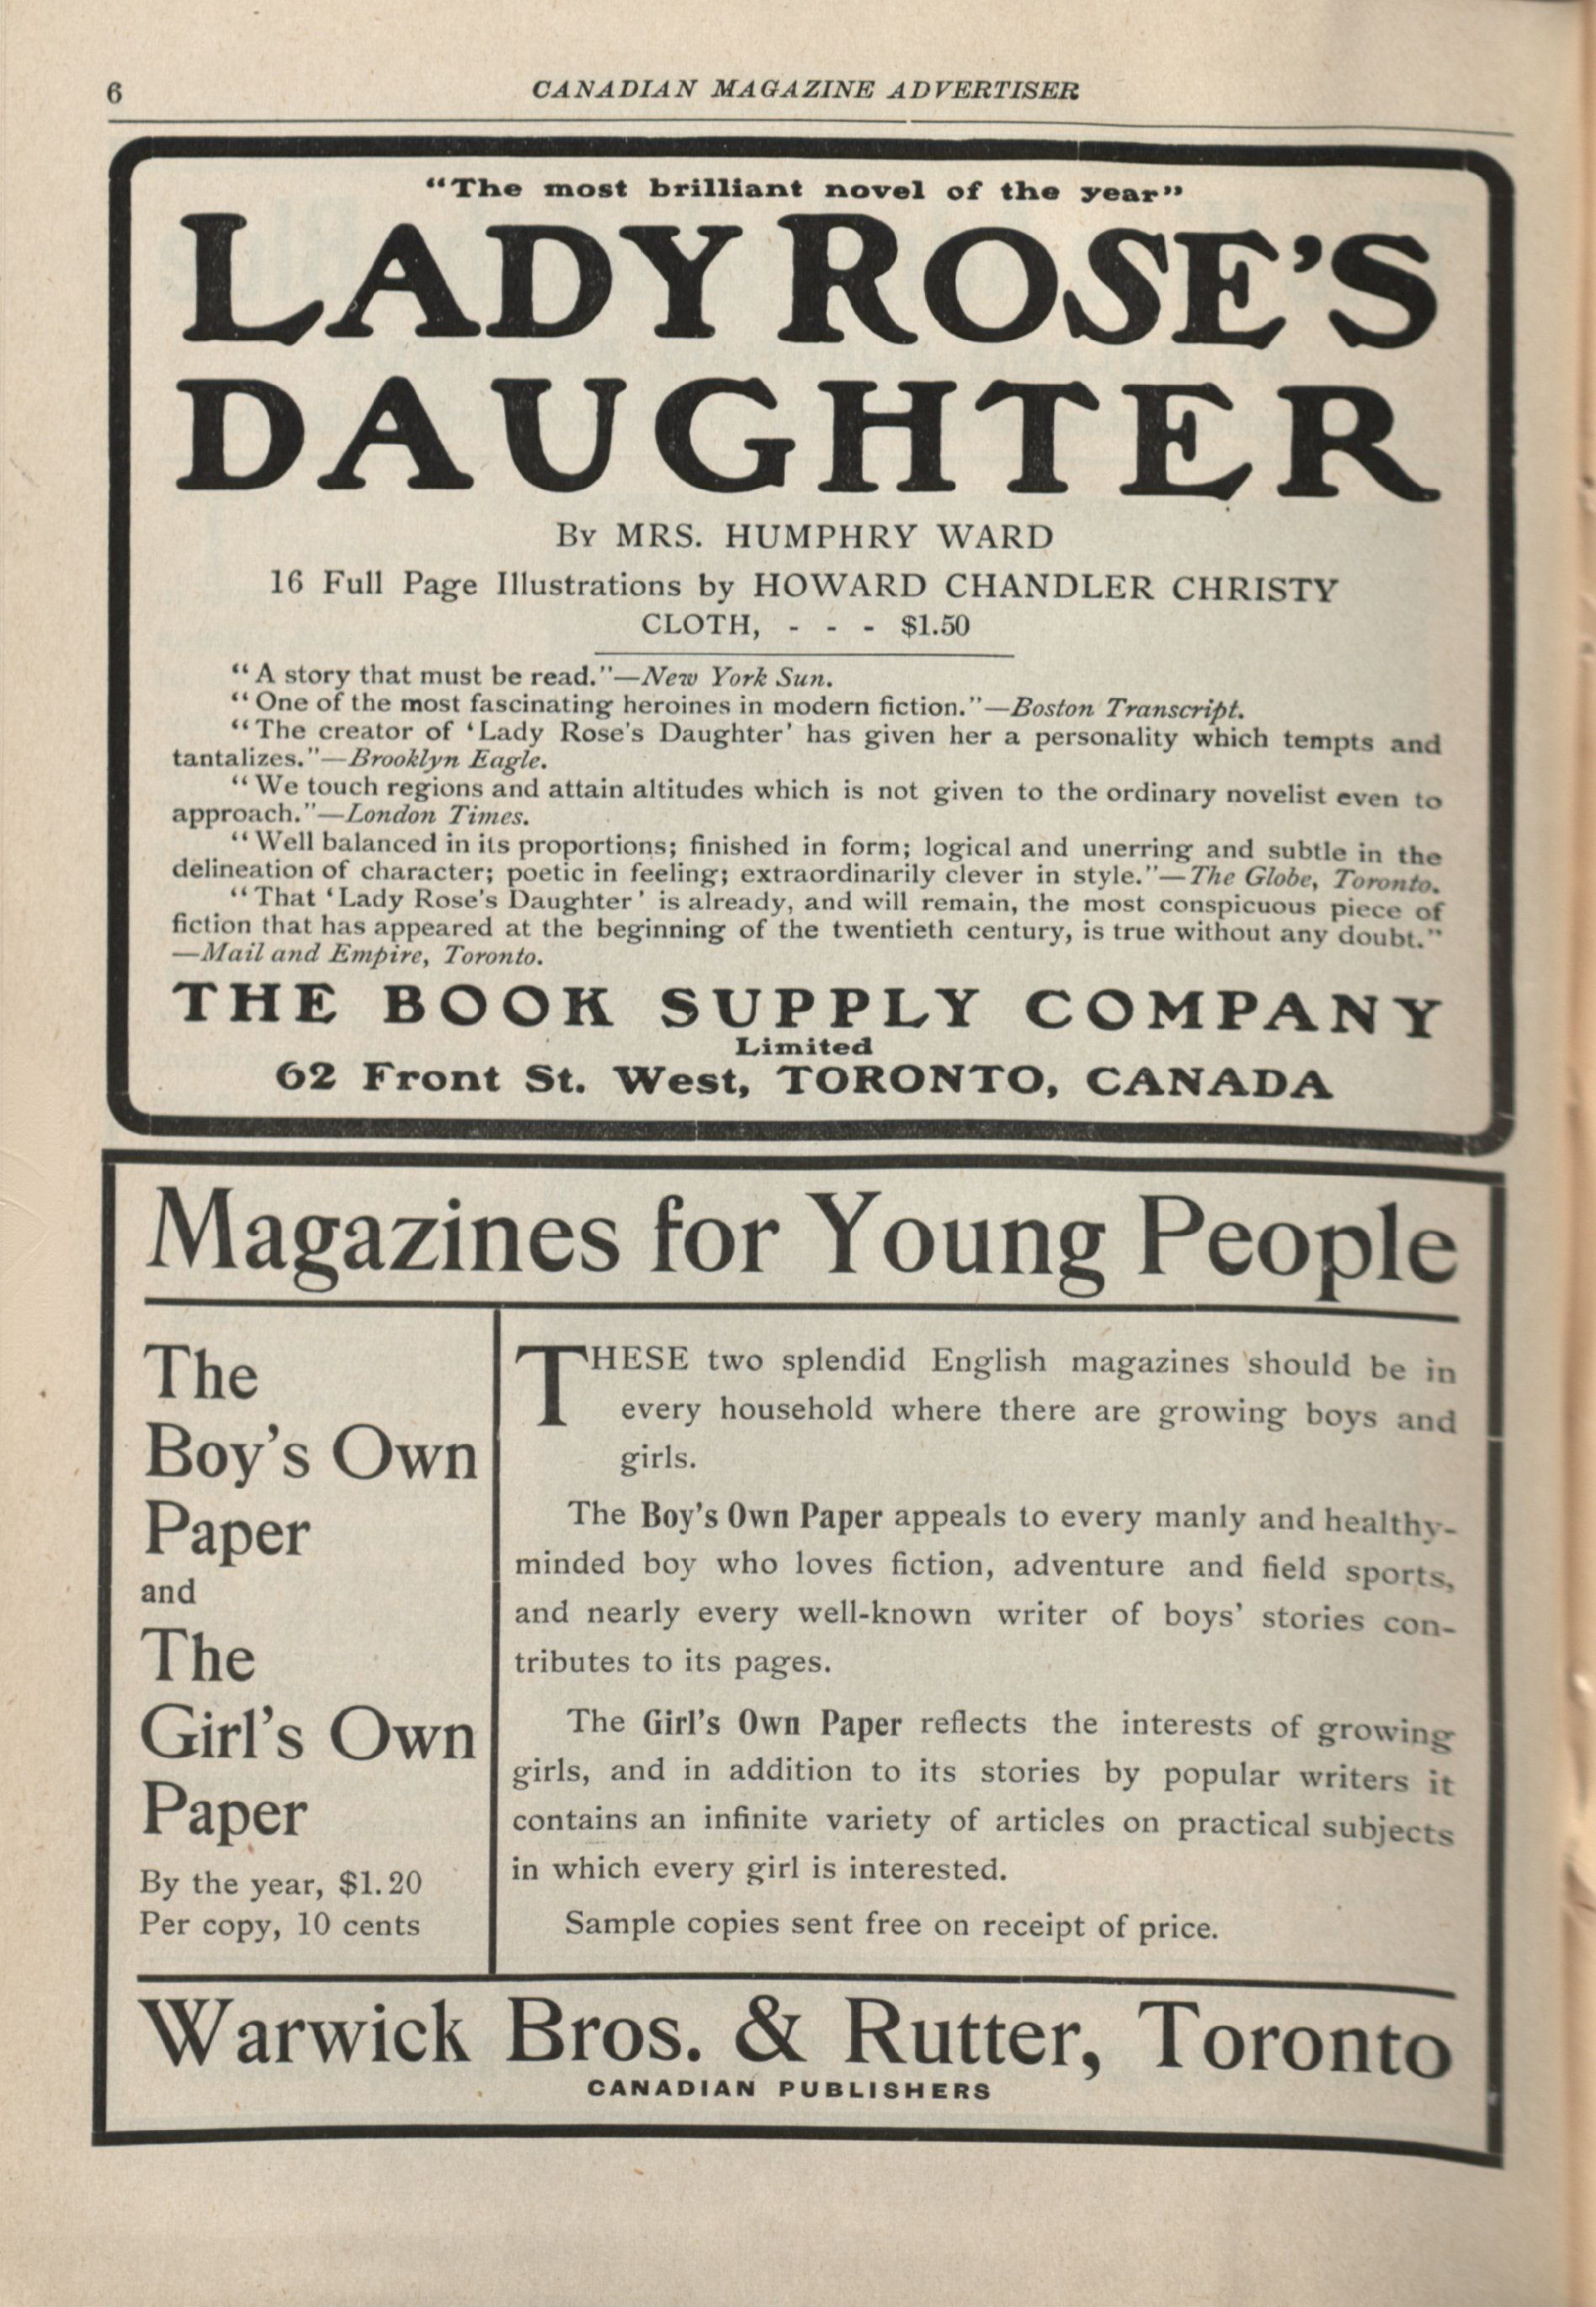 6
CANADIAN MAGAZINE ADVERTISER
“The most brilliant novel of the year”
LADY ROSE’S
DAUGHTER
By MRS. HUMPHRY WARD
16 Full Page Illustrations by HOWARD CHANDLER CHRISTY
CLOTH, - - - $1.50
“A story that must be read.”—New York Sun.
“One of the most fascinating heroines in modern fiction.”—Boston Transcript.
“The creator of ‘Lady Rose's Daughter’ has given her a personality which tempts and
tantalizes.”—Brooklyn Eagle.
“We touch regions and attain altitudes which is not given to the ordinary novelist even to
approach.”—London Times.
“Well balanced in its proportions; finished in form; logical and unerring and subtle in the
delineation of character; poetic in feeling; extraordinarily clever in style.”—The Globe, Toronto.
“That ‘Lady Rose's Daughter’ is already, and will remain, the most conspicuous piece of
fiction that has appeared at the beginning of the twentieth century, is true without any doubt.”
—Mail and Empire, Toronto.
THE BOOK SUPPLY COMPANY
Limited
62 Front St. West, TORONTO, CANADA
Magazines for Young People
The
Boy’s Own
Paper
and
The
Girl’s Own
Paper
By the year, $1.20
Per copy, 10 cents
THESE two splendid English magazines should be in
every household where there are growing boys and
girls.
The Boy’s Own Paper appeals to every manly and healthy-
minded boy who loves fiction, adventure and field sports,
and nearly every well-known writer of boys’ stories con-
tributes to its pages.
The Girl’s Own Paper reflects the interests of growing
girls, and in addition to its stories by popular writers it
contains an infinite variety of articles on practical subjects
in which every girl is interested.
Sample copies sent free on receipt of price.
Warwick Bros. & Rutter, Toronto
CANADIAN PUBLISHERS